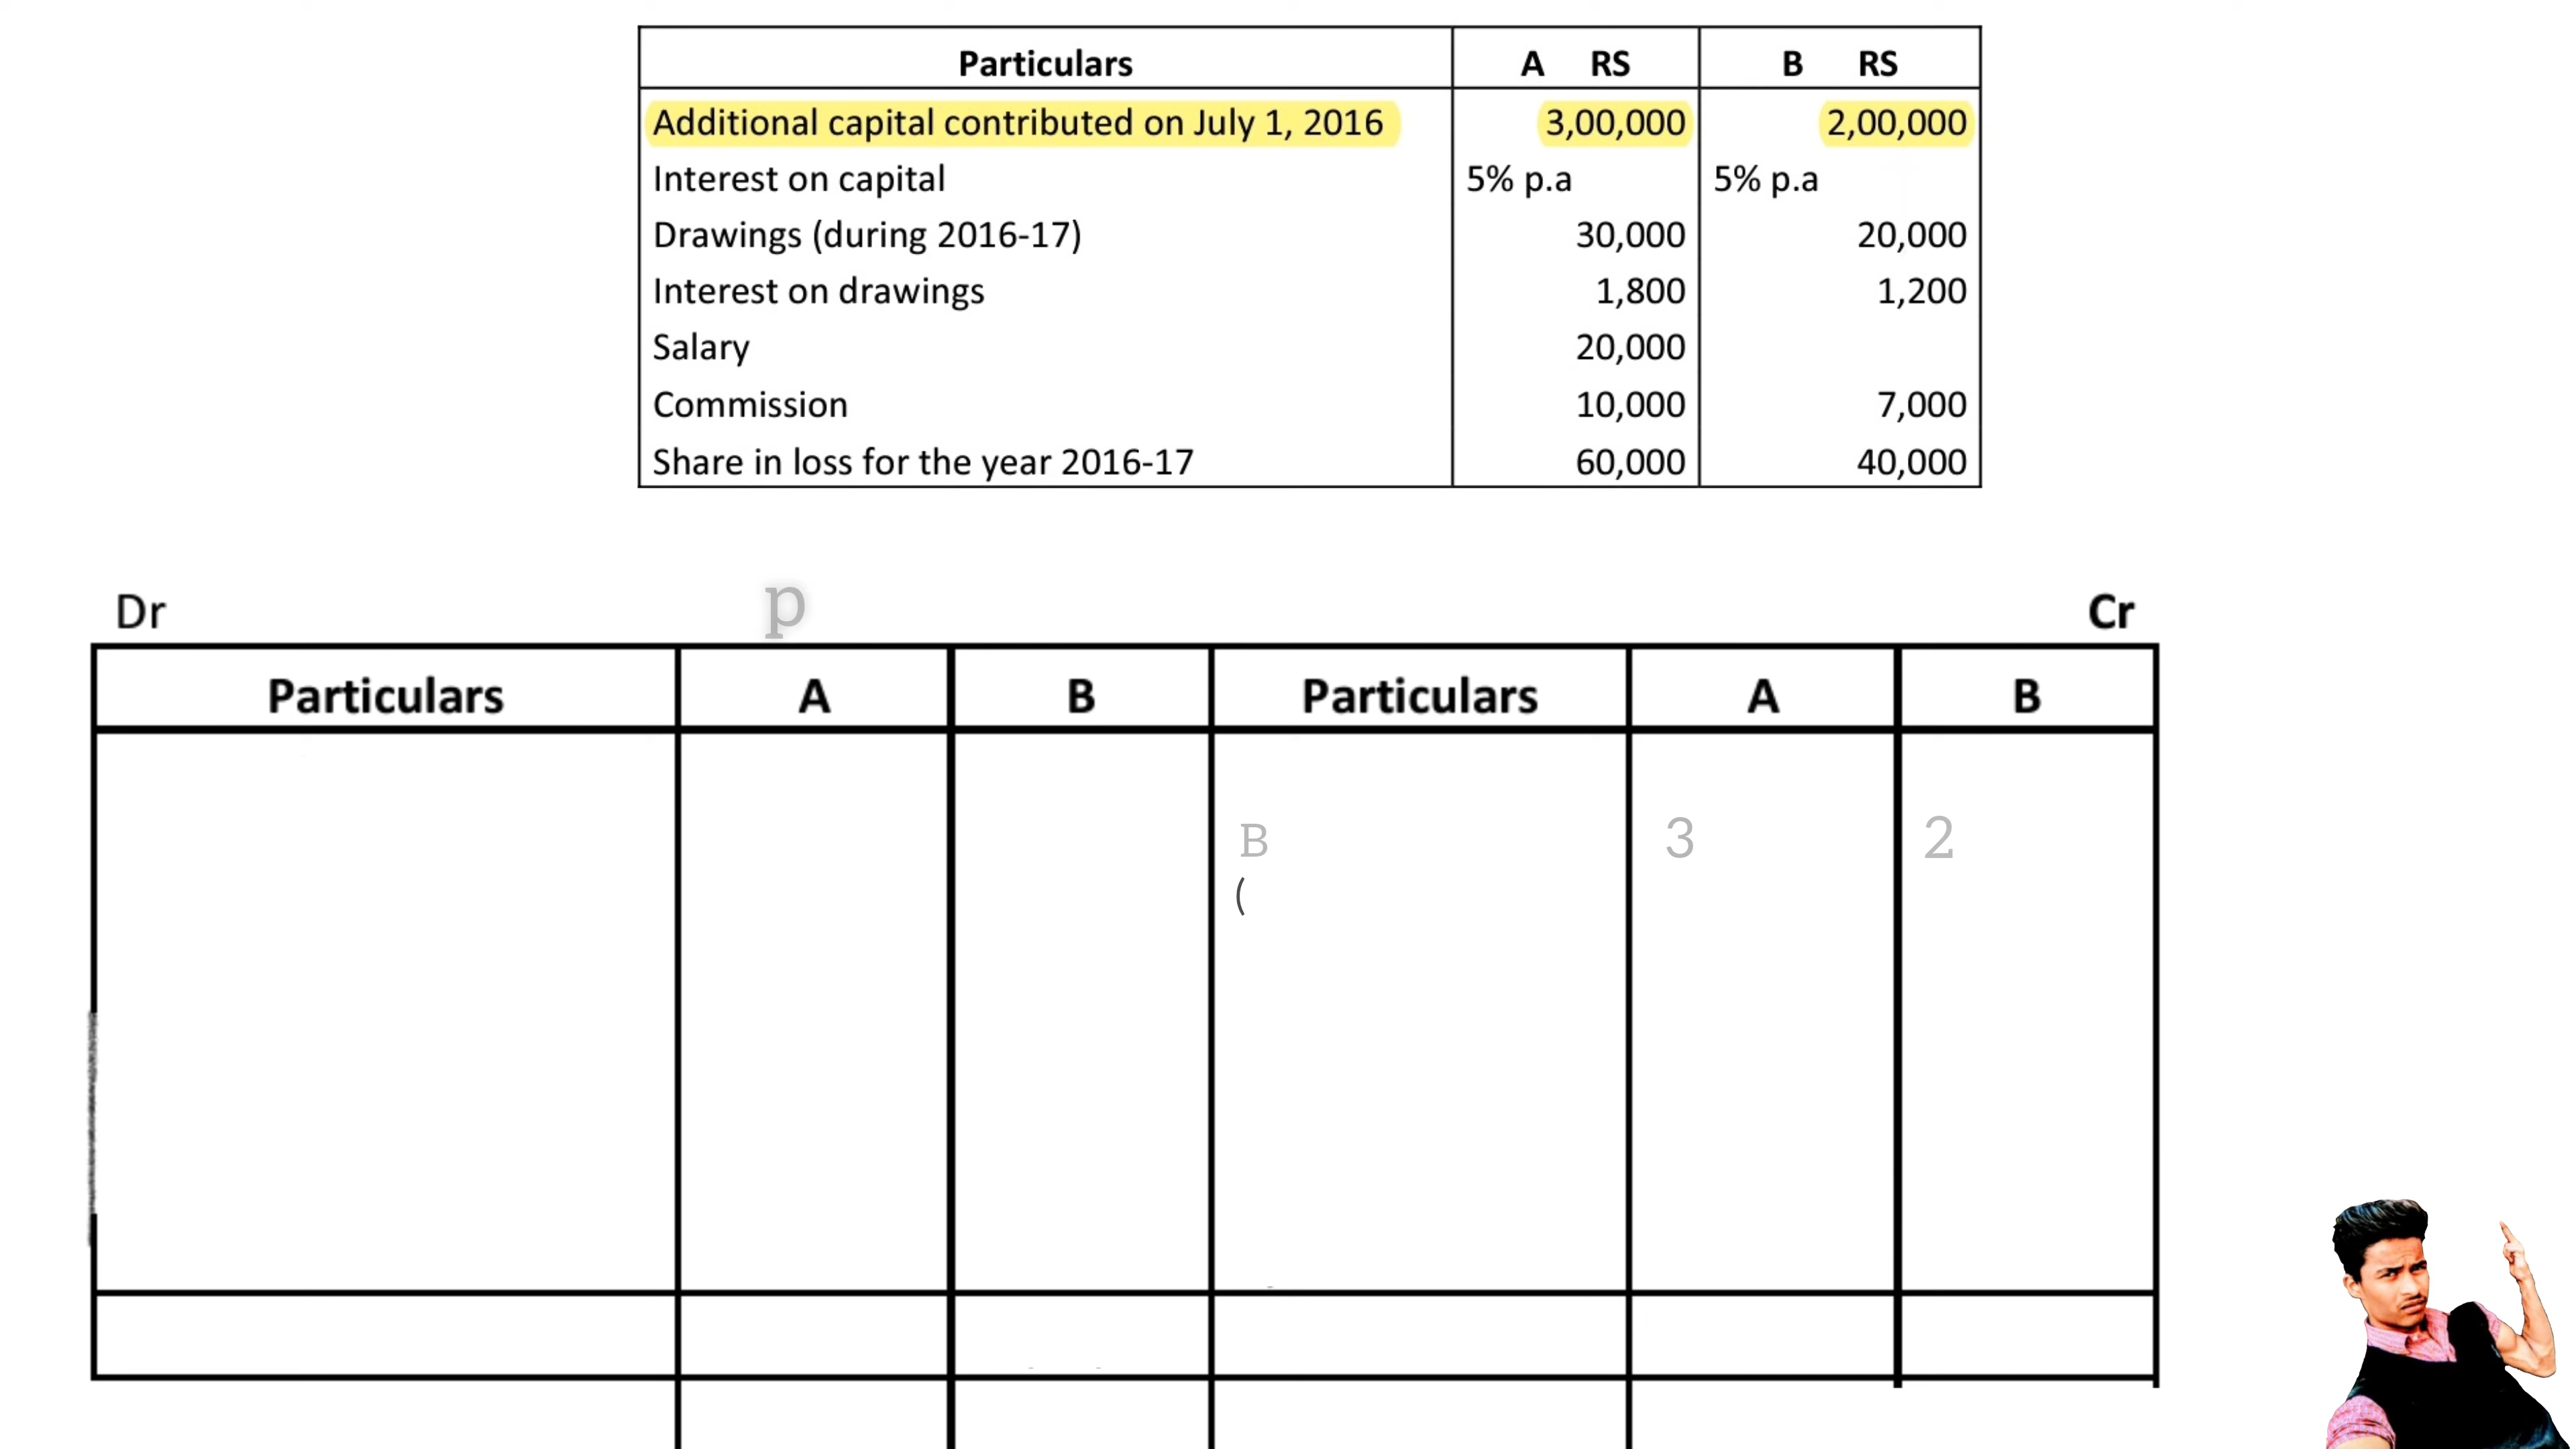 Particulars A RS B RS
Additional capital contributed on July 1, 2016 3,00,000 2,00,000
Interest on capital 5% p.a 5% p.a
Drawings (during 2016-17) 30,000 20,000
Interest on drawings 1,800 1,200
Salary 20,000
Commission 10,000 7,000
Share in loss for the year 2016-17 60,000 40,000
Dr p Cr
Particulars A B Particulars A B
B 3 2
(